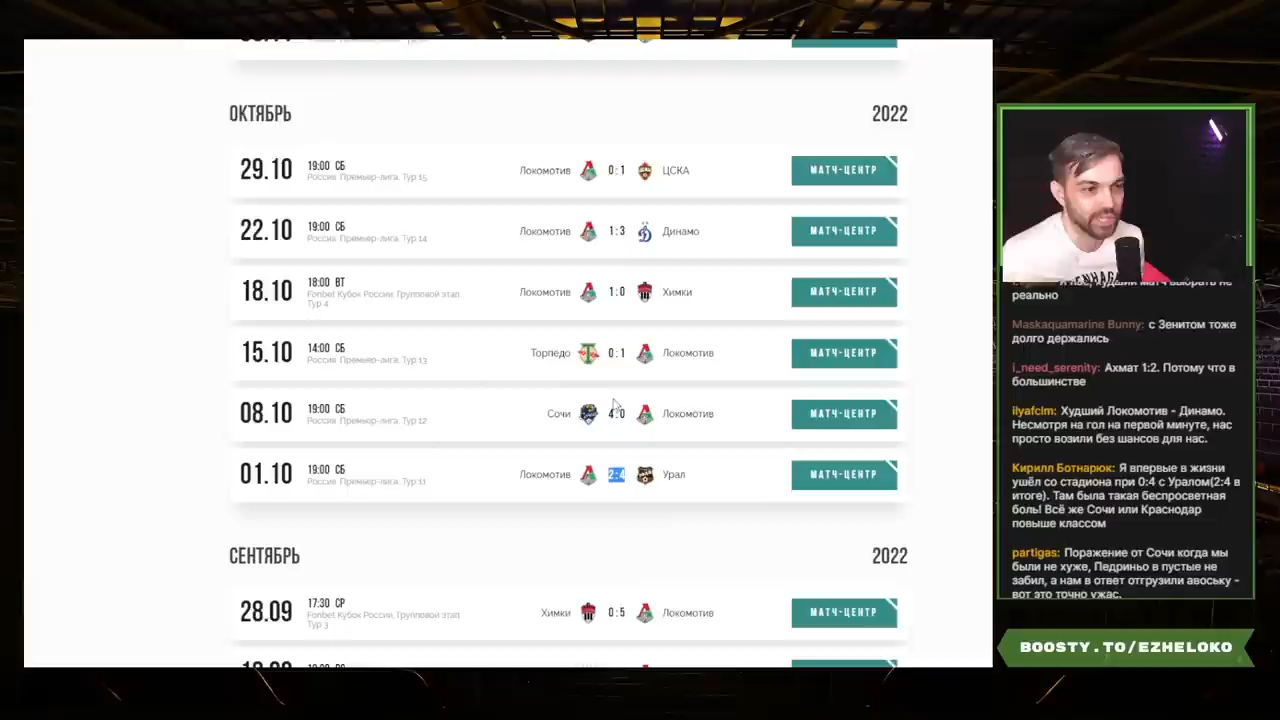 ОКТЯБРЬ 2022
29.10 19:00 СБ Локомотив 0:1 ЦСКА МАТЧ-ЦЕНТР
Россия. Премьер-лига. Тур 15
22.10 19:00 СБ Локомотив 1:3 Динамо МАТЧ-ЦЕНТР
Россия. Премьер-лига. Тур 14
18.10 18:00 ВТ Локомотив 1:0 Химки МАТЧ-ЦЕНТР
Fonbet Кубок России. Групповой этап.
Тур 4
15.10 14:00 СБ Торпедо 0:1 Локомотив МАТЧ-ЦЕНТР
Россия. Премьер-лига. Тур 13
08.10 19:00 СБ Сочи 4:0 Локомотив МАТЧ-ЦЕНТР
Россия. Премьер-лига. Тур 12
01.10 19:00 СБ Локомотив 2:4 Урал МАТЧ-ЦЕНТР
Россия. Премьер-лига. Тур 11
СЕНТЯБРЬ 2022
28.09 17:30 СР Химки 0:5 Локомотив МАТЧ-ЦЕНТР
Fonbet Кубок России. Групповой этап.
Тур 3
реально
Maskaquamarine Bunny: с Зенитом тоже
долго держались
i_need_serenity: Ахмат 1:2. Потому что в
большинстве
ilyafclm: Худший Локомотив - Динамо.
Несмотря на гол на первой минуте, нас
просто возили без шансов для нас.
Кирилл Ботнарюк: Я впервые в жизни
ушёл со стадиона при 0:4 с Уралом(2:4 в
итоге). Там была такая беспросветная
боль! Всё же Сочи или Краснодар
повыше классом
partigas: Поражение от Сочи когда мы
были не хуже, Педриньо в пустые не
забил, а нам в ответ отгрузили авоську -
вот это точно ужас.
BOOSTY.TO/EZHELOKO